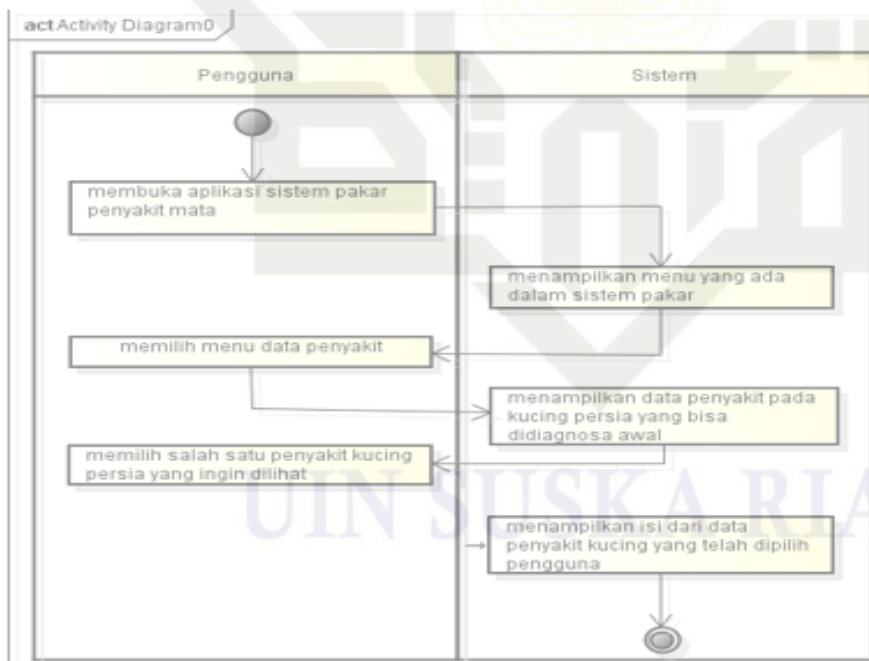 act Activity Diagram0
Pengguna
Sistem
membuka aplikasi sistem pakar
penyakit mata
menampilkan menu yang ada
dalam sistem pakar
memilih menu data penyakit
menampilkan data penyakit pada
kucing persia yang bisa
didiagnosa awal
memilih salah satu penyakit kucing
persia yang ingin dilihat
UIN SUSKA RIA
menampilkan isi dari data
penyakit kucing yang telah dipilih
pengguna